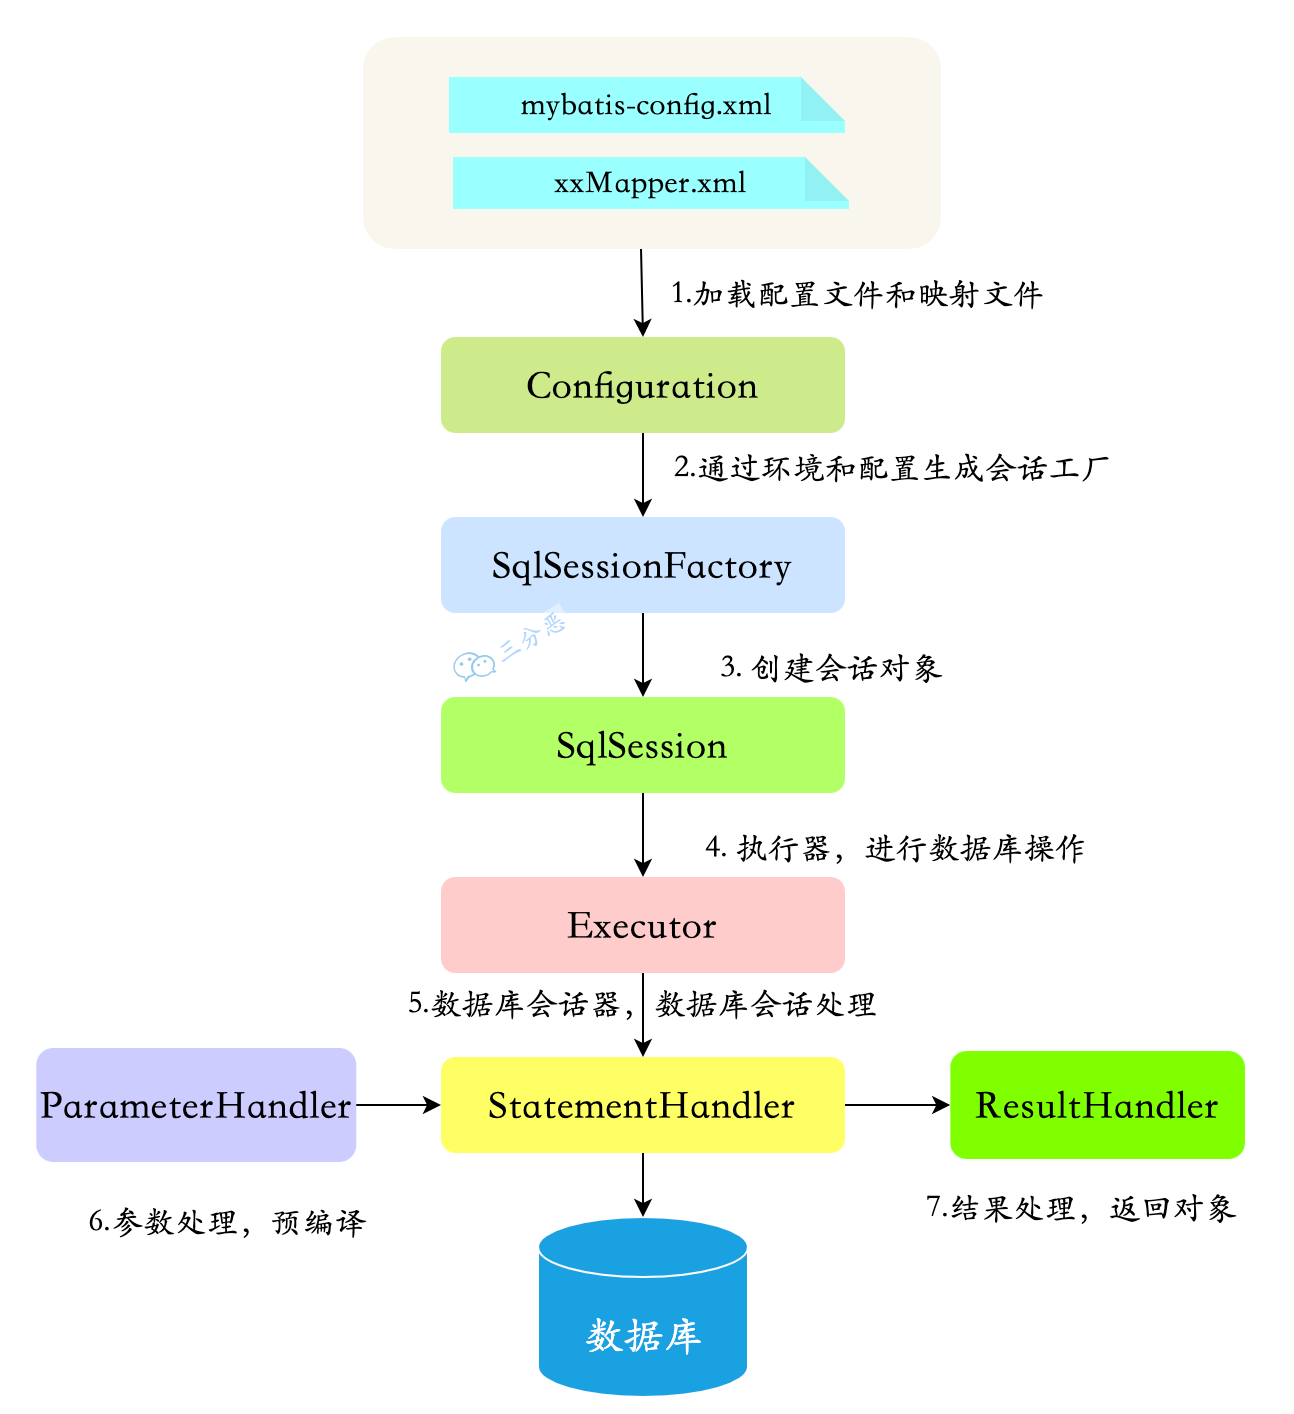 mybatis-config.xml
xxMapper.xml
1.加载配置文件和映射文件
Configuration
2.通过环境和配置生成会话工厂
SqlSessionFactory
三分恶
3. 创建会话对象
SqlSession
4. 执行器，进行数据库操作
Executor
5.数据库会话器，数据库会话处理
ParameterHandler
StatementHandler
ResultHandler
6.参数处理，预编译
7.结果处理，返回对象
数据库